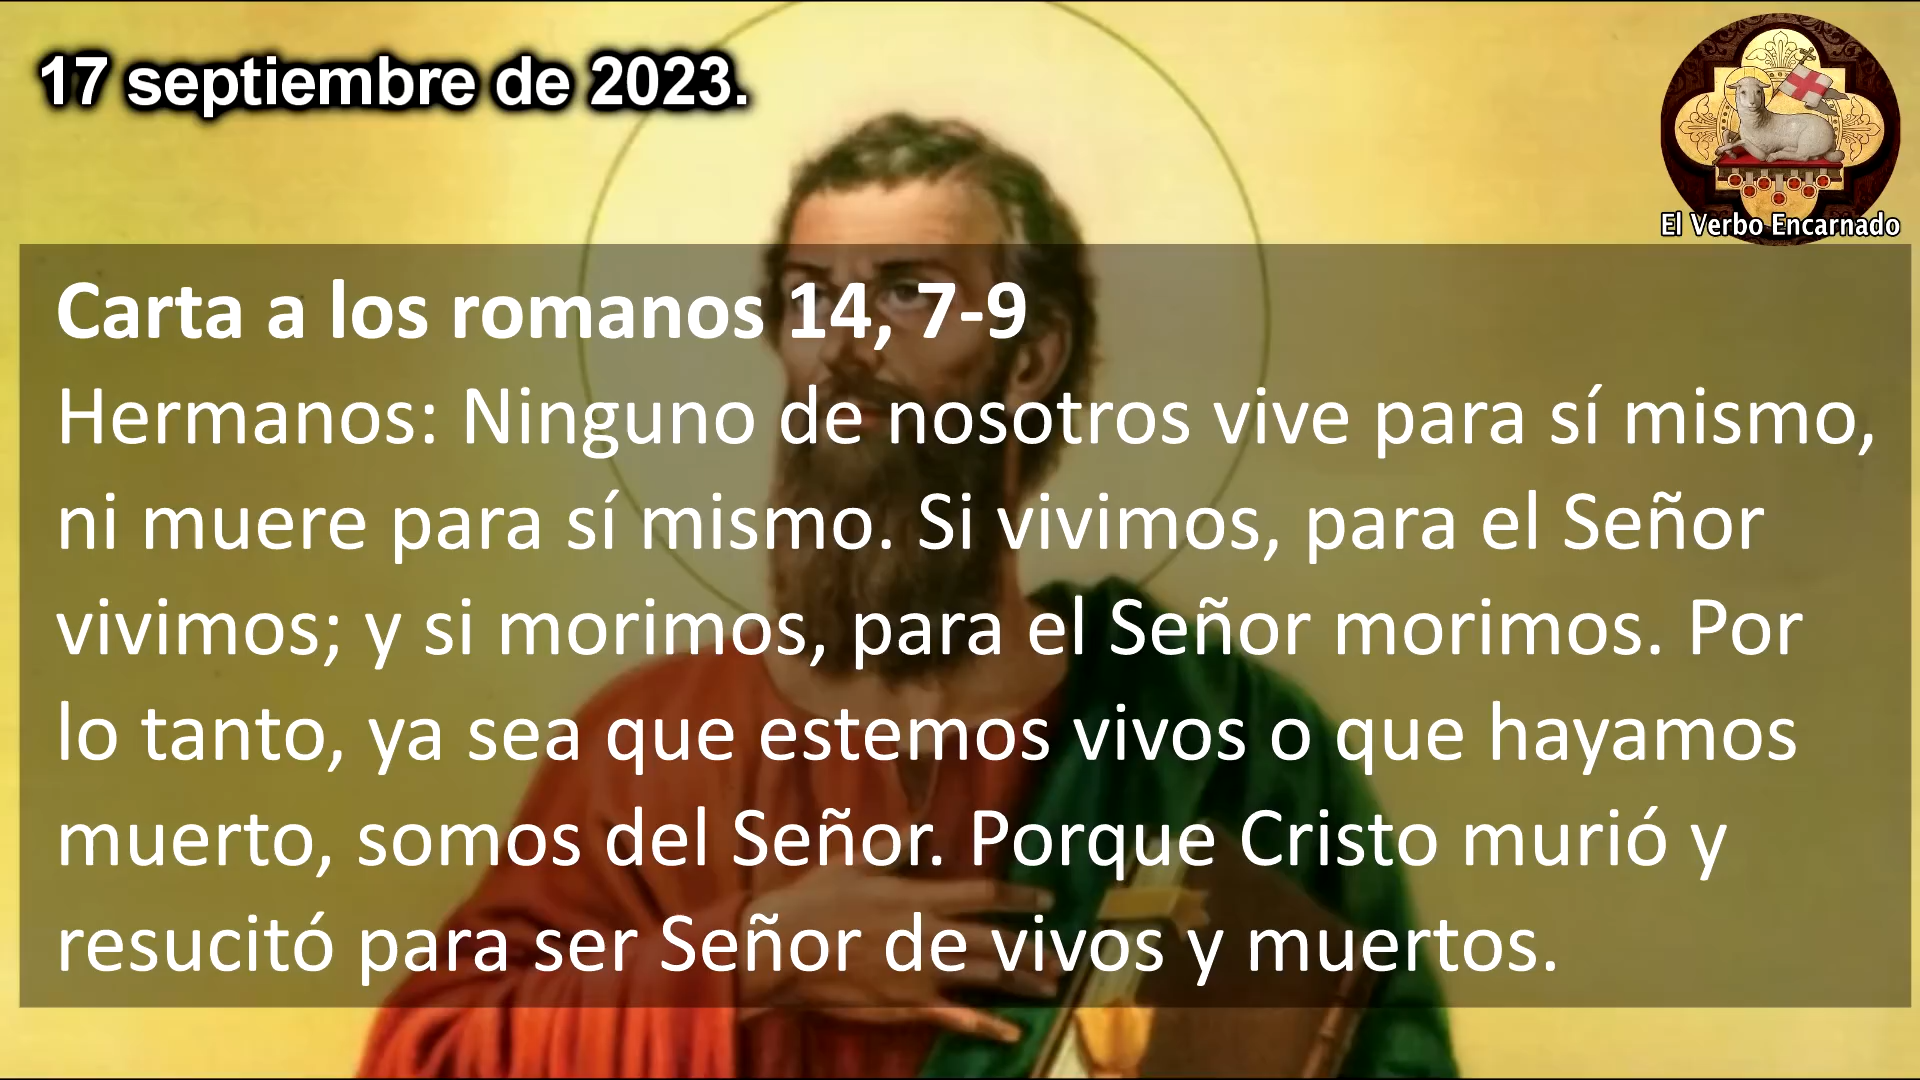 17 septiembre de 2023.
El Verbo Encarnado
Carta a los romanos 14, 7-9
Hermanos: Ninguno de nosotros vive para sí mismo,
ni muere para sí mismo. Si vivimos, para el Señor
vivimos; y si morimos, para el Señor morimos. Por
lo tanto, ya sea que estemos vivos o que hayamos
muerto, somos del Señor. Porque Cristo murió y
resucitó para ser Señor de vivos y muertos.